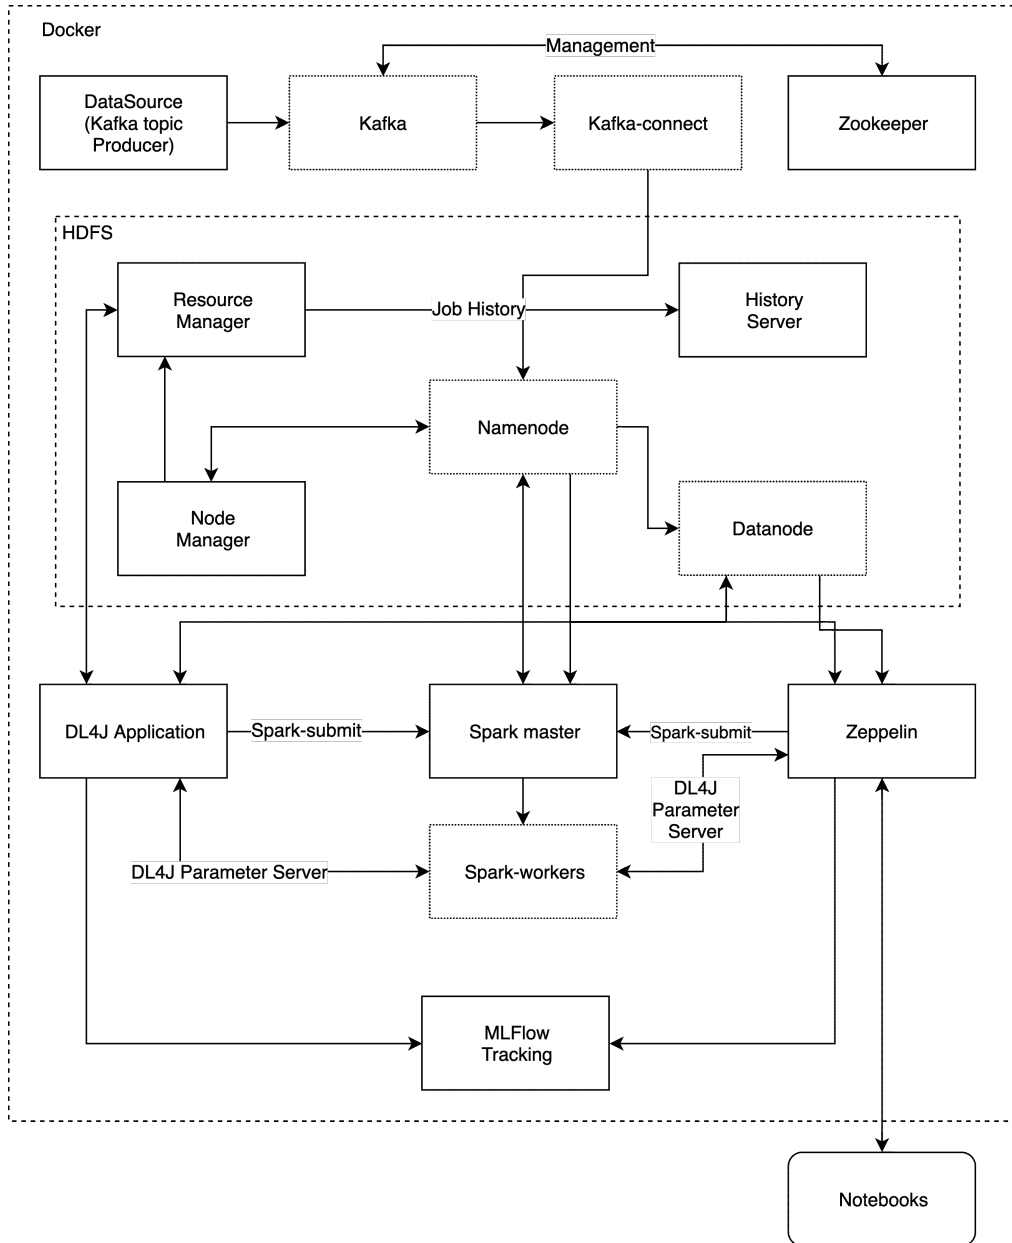 Docker
Management
DataSource
(Kafka topic
Producer)
Kafka
Kafka-connect
Zookeeper
HDFS
Resource
Manager
Job History
History
Server
Namenode
Node
Manager
Datanode
DL4J Application
Spark-submit
Spark master
Spark-submit
Zeppelin
DL4J
Parameter
Server
DL4J Parameter Server
Spark-workers
MLFlow
Tracking
Notebooks